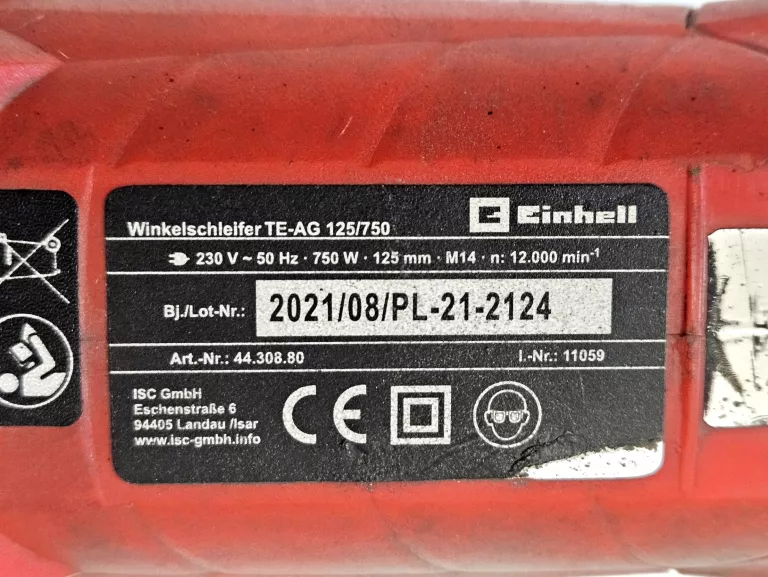 Winkelschleifer TE-AG 125/750
Einhell
230 V ~ 50 Hz · 750 W · 125 mm · M14 · n: 12.000 min⁻¹
Bj./Lot-Nr.: 2021/08/PL-21-2124
Art.-Nr.: 44.308.80 I.-Nr.: 11059
ISC GmbH
Eschenstraße 6
94405 Landau /Isar
www.isc-gmbh.info
CE